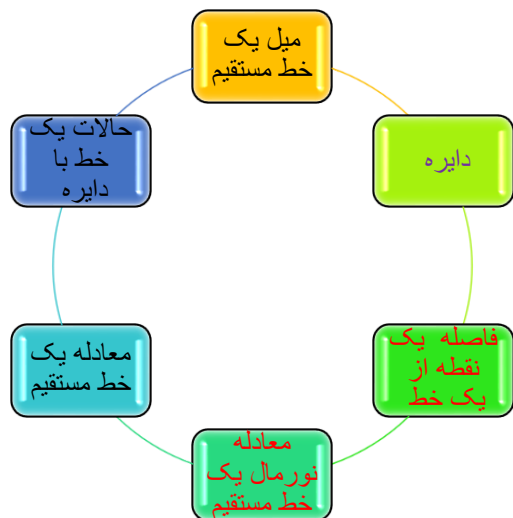 میل یک
خط مستقیم
دایره
فاصله یک
نقطه از
یک خط
معادله
نورمال یک
خط مستقیم
معادله یک
خط مستقیم
حالات یک
خط با
دایره